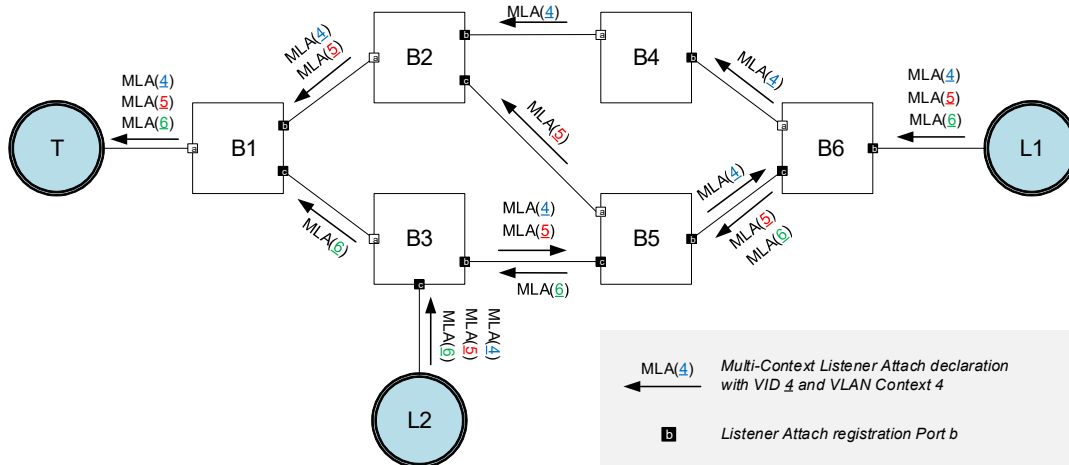 MLA(4)
MLA(4)
MLA(5)
b
a
B2
c
a
B4
b
MLA(4)
MLA(5)
MLA(6)
T
a
B1
b
c
MLA(5)
MLA(4)
a
B6
b
c
MLA(4)
MLA(5)
MLA(6)
L1
MLA(6)
a
B3
b
c
MLA(4)
MLA(5)
MLA(6)
a
B5
b
c
MLA(4)
MLA(5)
MLA(6)
MLA(6)
MLA(5)
MLA(4)
L2
MLA(4)
Multi-Context Listener Attach declaration
with VID 4 and VLAN Context 4
b
Listener Attach registration Port b